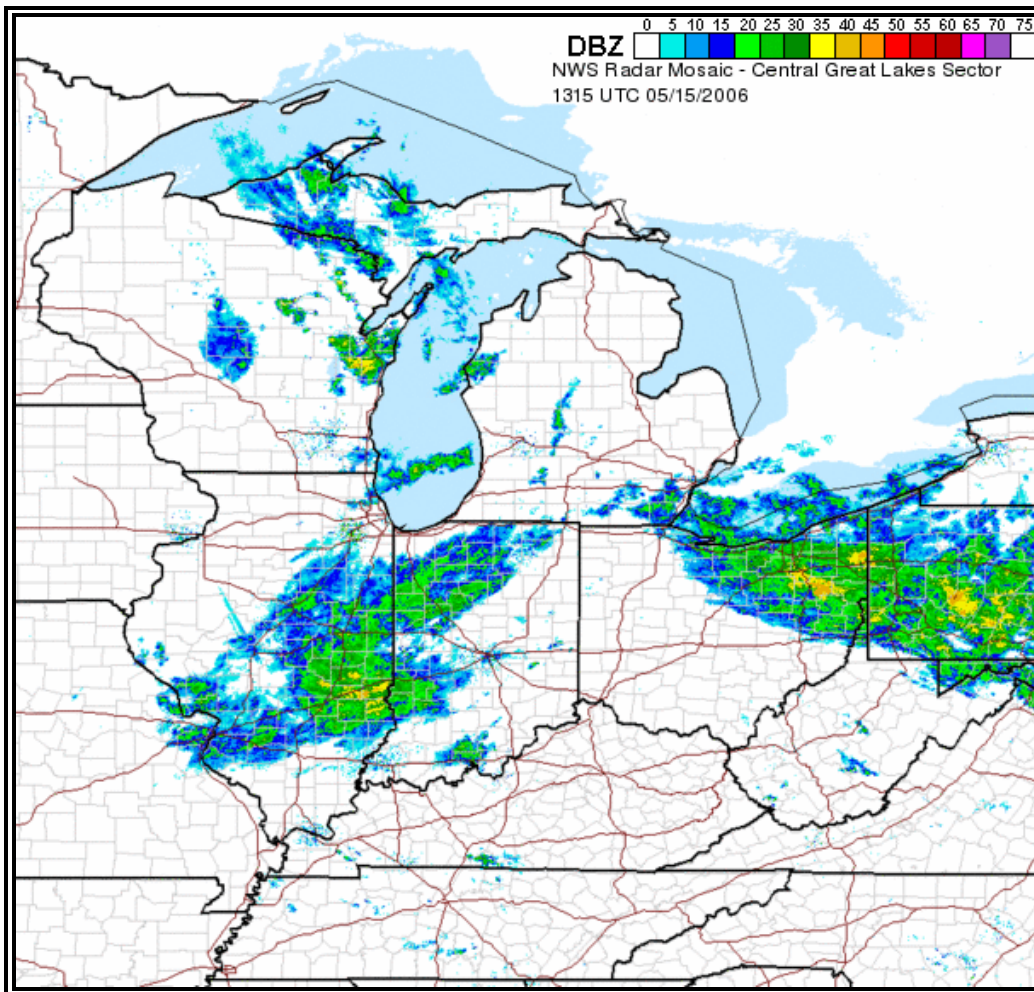 0 5 10 15 20 25 30 35 40 45 50 55 60 65 70 75
DBZ
NWS Radar Mosaic - Central Great Lakes Sector
1315 UTC 05/15/2006